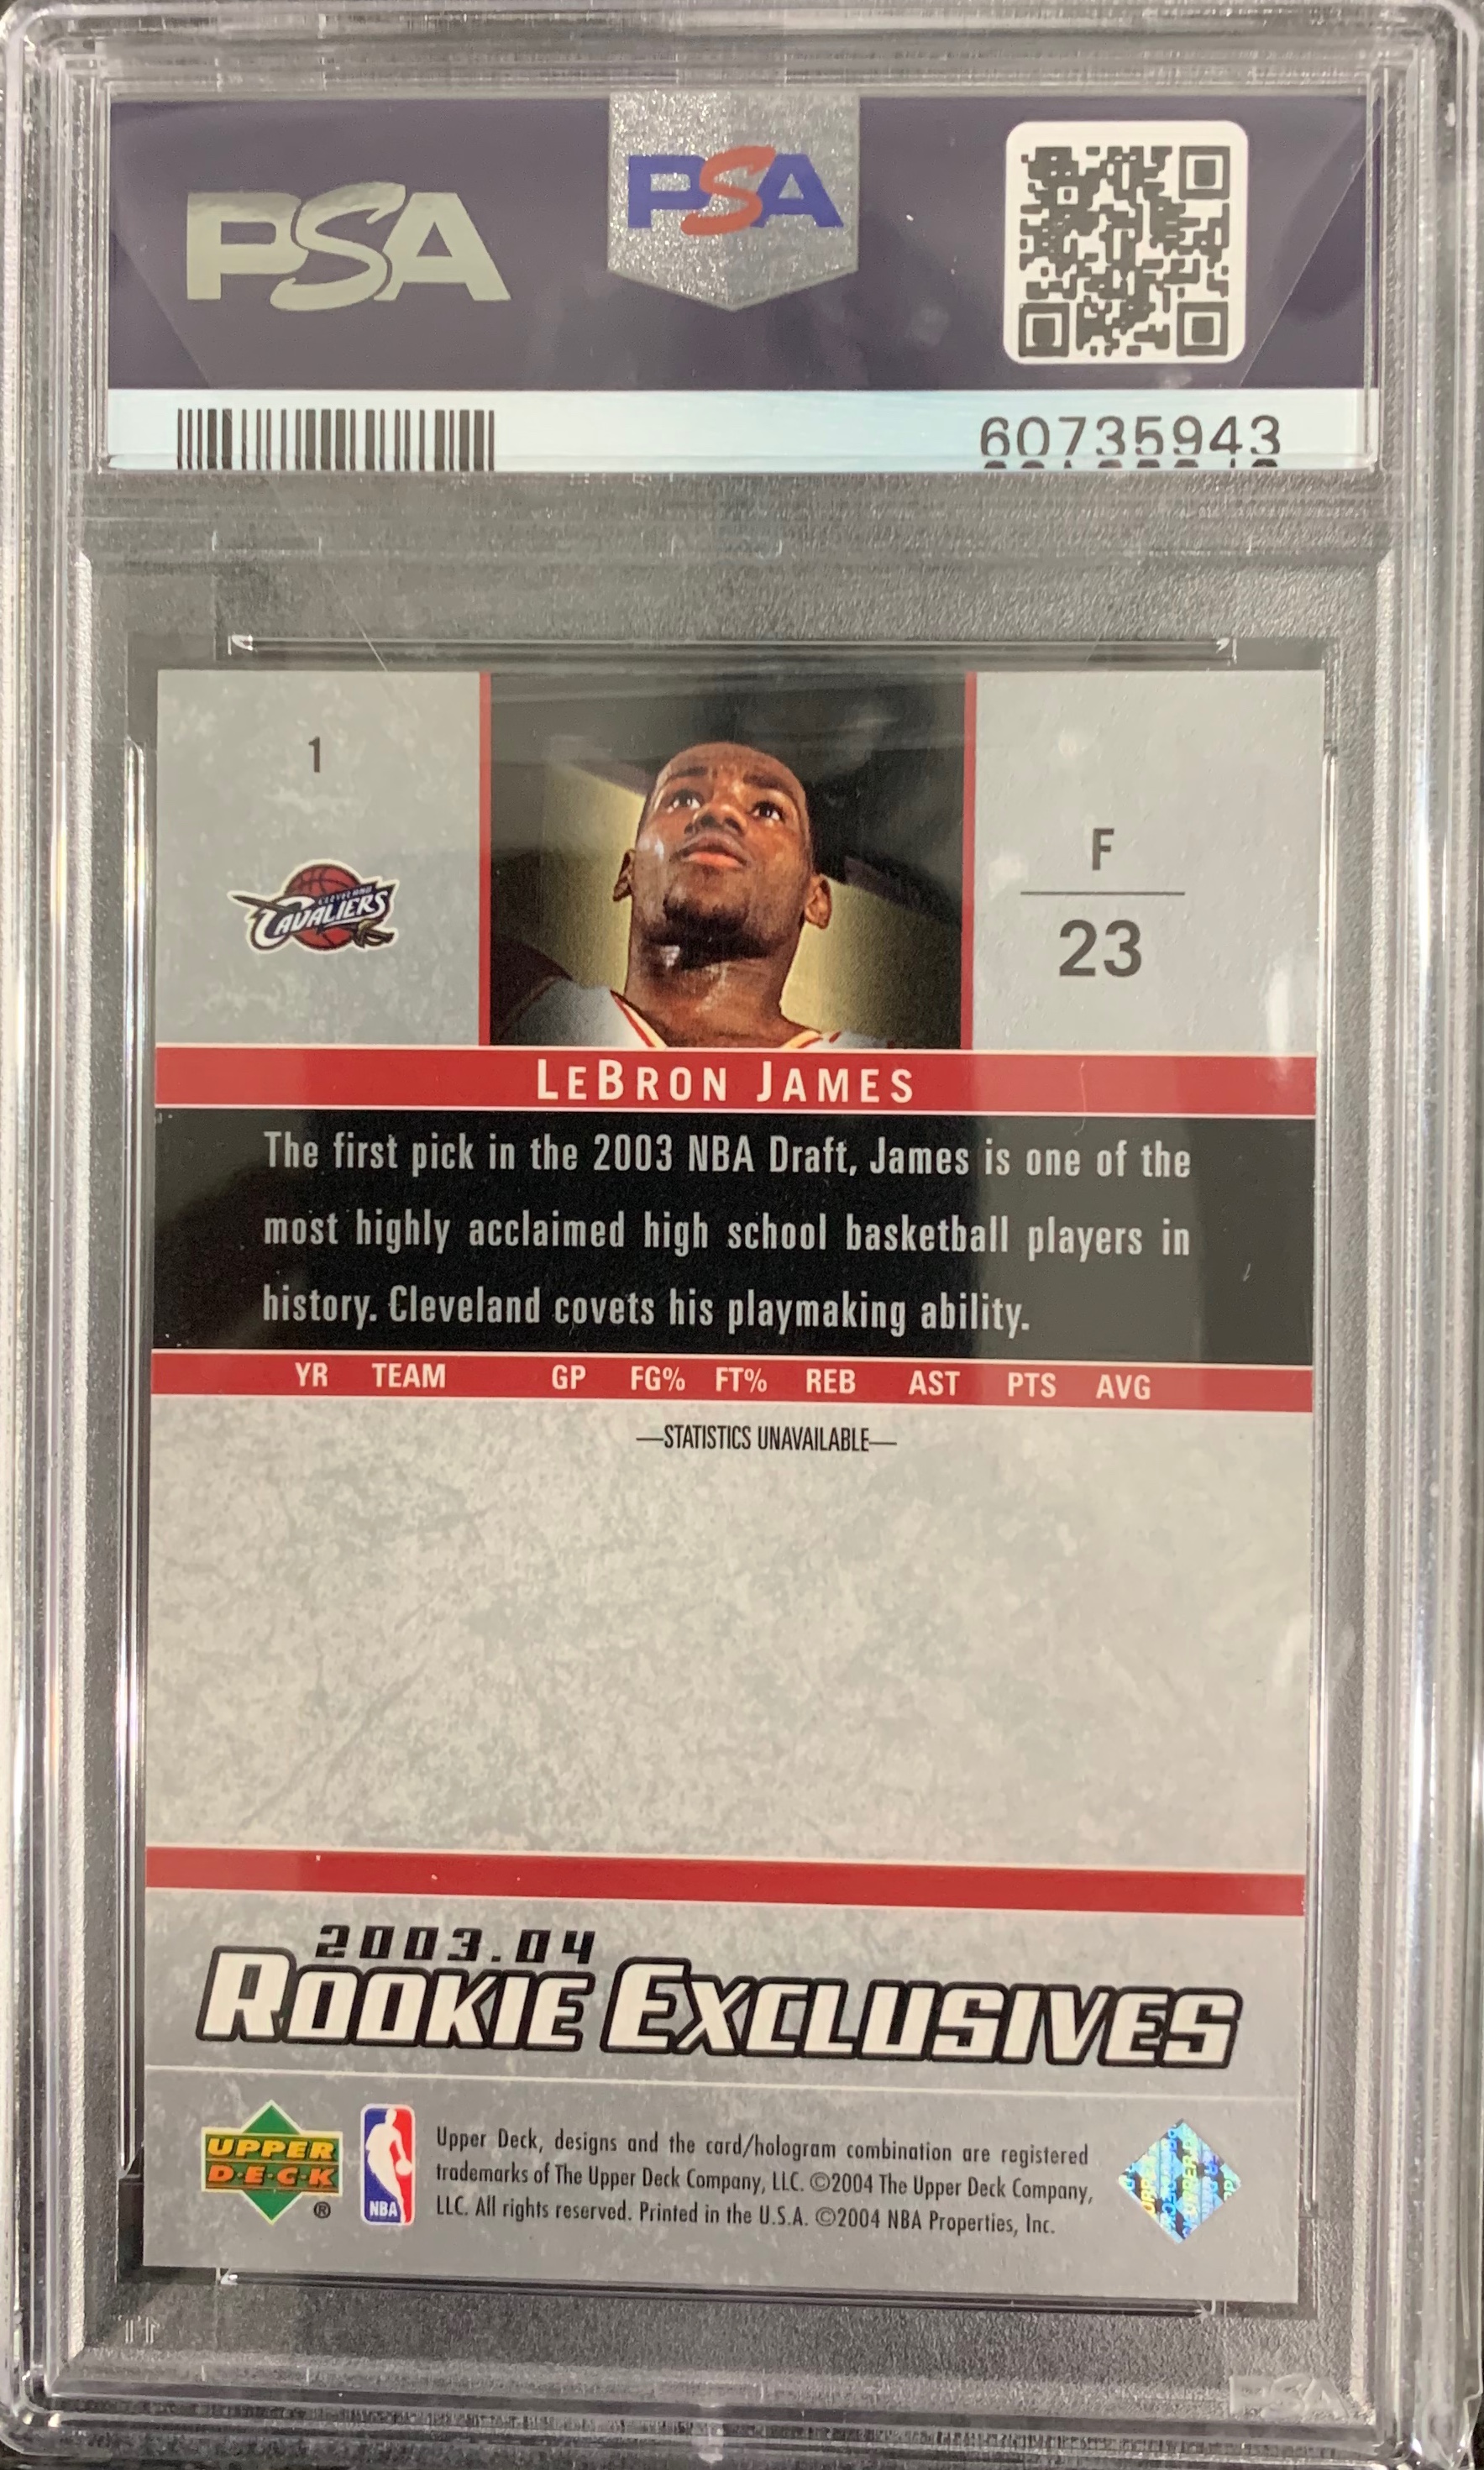 PSA
PSA
60735943
1
CLEVELAND
CAVALIERS
F
23
LEBRON JAMES
The first pick in the 2003 NBA Draft, James is one of the
most highly acclaimed high school basketball players in
history. Cleveland covets his playmaking ability.
YR TEAM GP FG% FT% REB AST PTS AVG
—STATISTICS UNAVAILABLE—
2003.04
ROOKIE EXCLUSIVES
UPPER
D·E·C·K
®
NBA
Upper Deck, designs and the card/hologram combination are registered
trademarks of The Upper Deck Company, LLC. ©2004 The Upper Deck Company,
LLC. All rights reserved. Printed in the U.S.A. ©2004 NBA Properties, Inc.
PSA